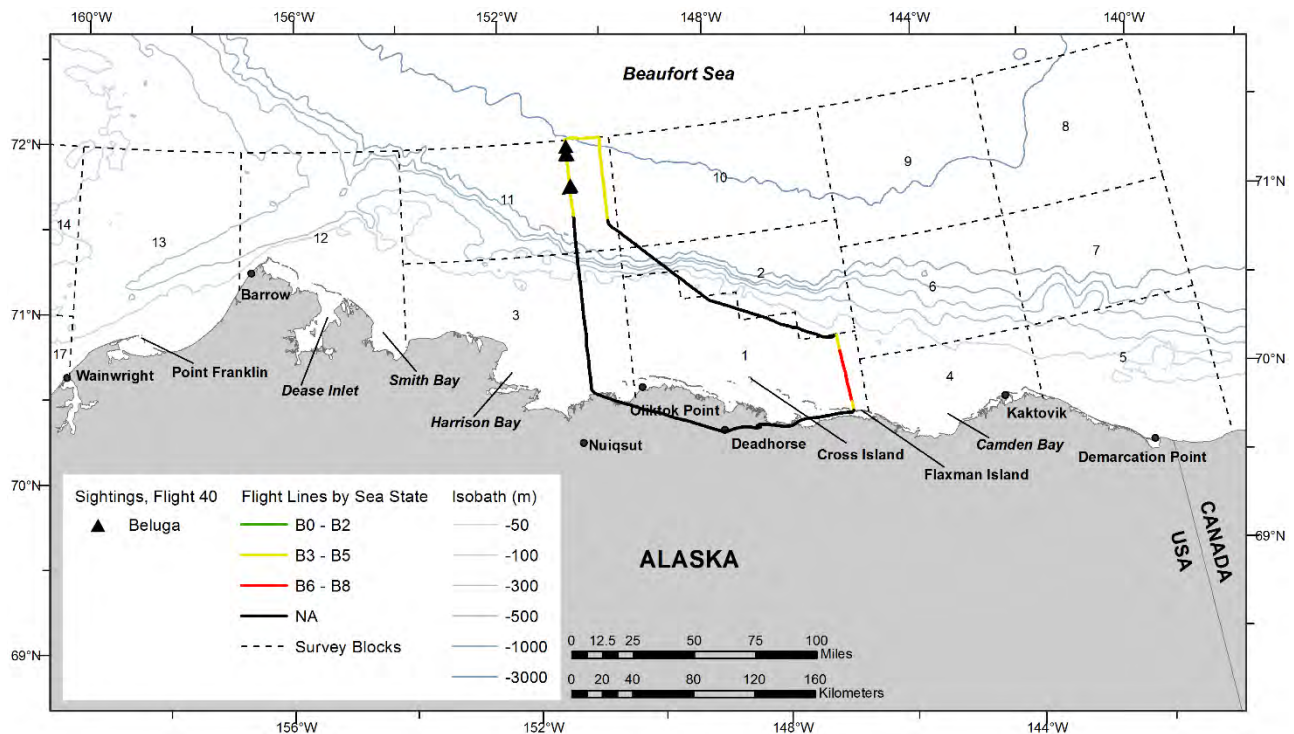 160°W 156°W 152°W 148°W 144°W 140°W
Beaufort Sea
72°N
8
9
10
71°N
11
14
13
12
7
2
6
Barrow
71°N
3
17
Point Franklin
1
5
70°N
Wainwright
Dease Inlet
Smith Bay
4
Harrison Bay
Oliktok Point
Kaktovik
Nuiqsut
Deadhorse
Cross Island
Camden Bay
Demarcation Point
Flaxman Island
70°N
69°N
CANADA
USA
ALASKA
Sightings, Flight 40
Beluga
Flight Lines by Sea State
B0 - B2
B3 - B5
B6 - B8
NA
Survey Blocks
Isobath (m)
-50
-100
-300
-500
-1000
-3000
0 12.5 25 50 75 100
Miles
0 20 40 80 120 160
Kilometers
69°N
160°W 156°W 152°W 148°W 144°W